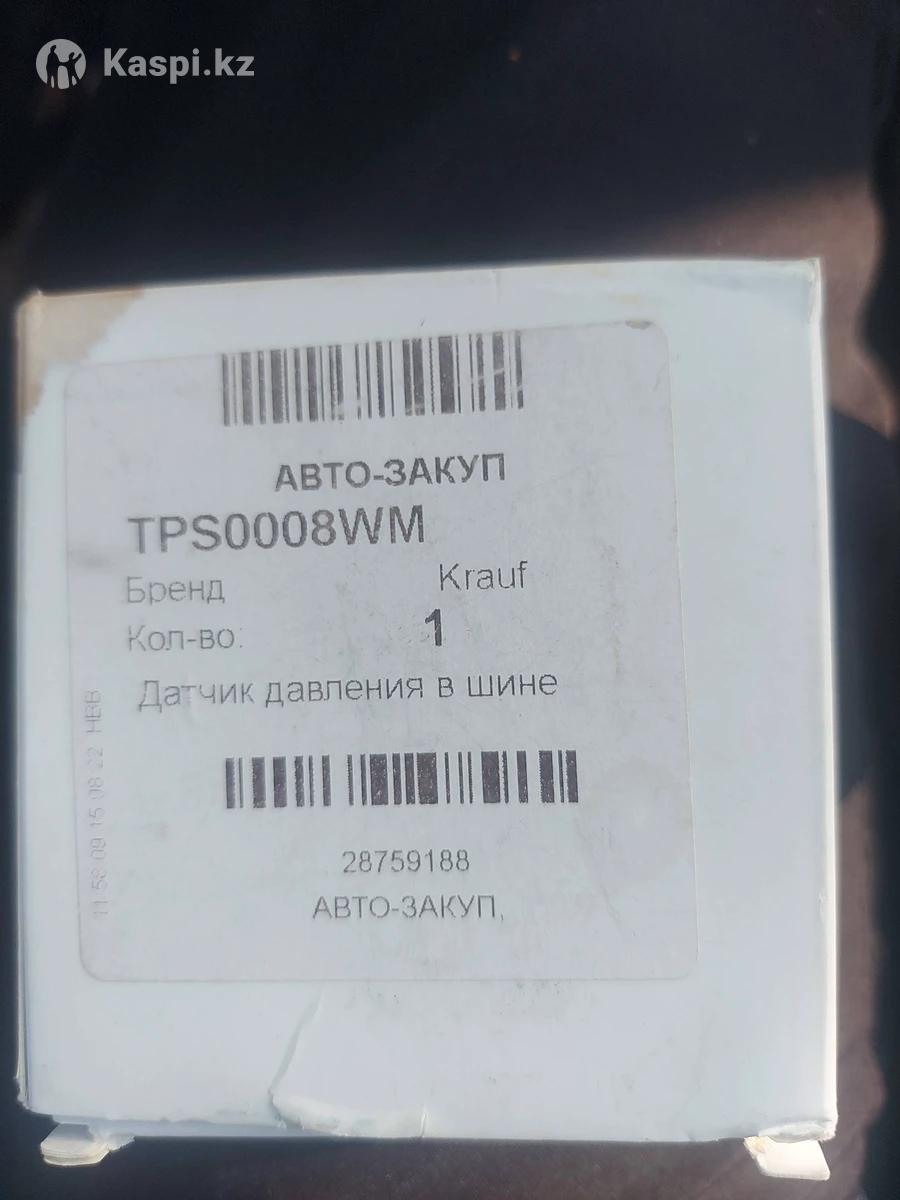 Kaspi.kz
АВТО-ЗАКУП
TPS0008WM
Бренд Krauf
Кол-во: 1
Датчик давления в шине
28759188
АВТО-ЗАКУП,
11:58:09 15.08.22 НВВ